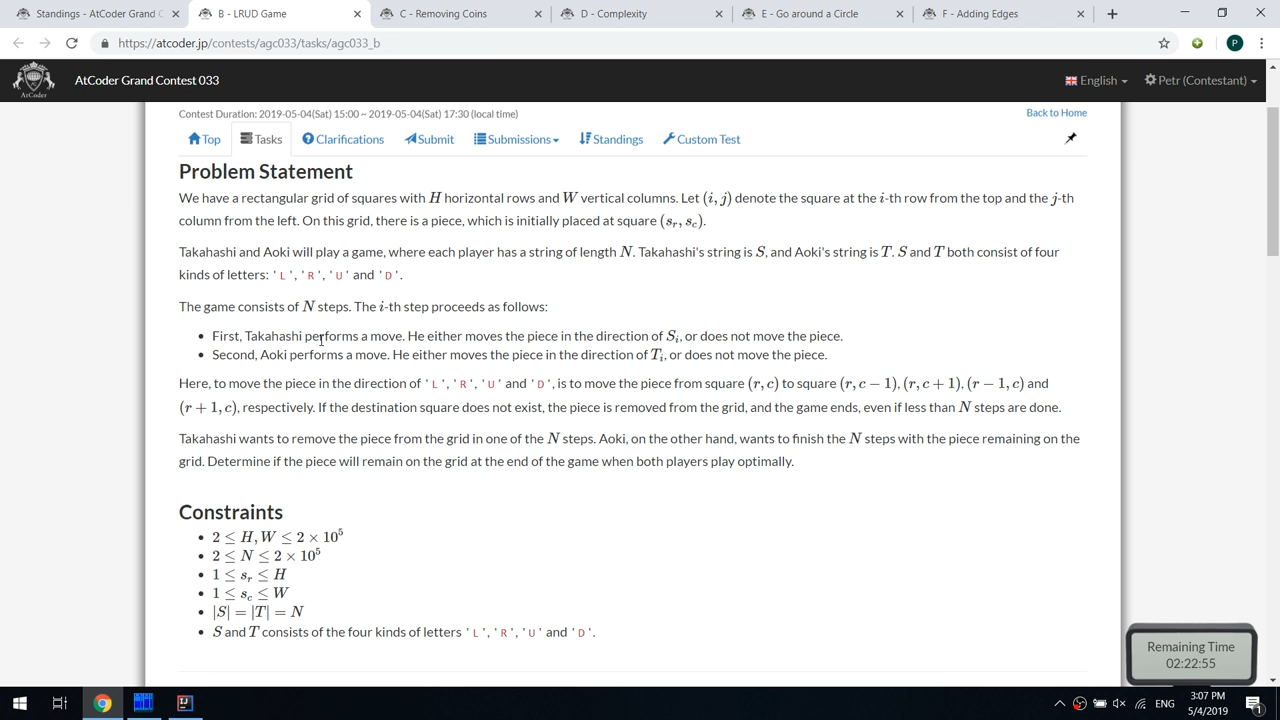 Standings - AtCoder Grand C
B - LRUD Game
C - Removing Coins
D - Complexity
E - Go around a Circle
F - Adding Edges
https://atcoder.jp/contests/agc033/tasks/agc033_b
P
AtCoder
AtCoder Grand Contest 033
English
Petr (Contestant)
Contest Duration: 2019-05-04(Sat) 15:00 ~ 2019-05-04(Sat) 17:30 (local time)
Back to Home
Top
Tasks
Clarifications
Submit
Submissions
Standings
Custom Test
Problem Statement
We have a rectangular grid of squares with H horizontal rows and W vertical columns. Let (i, j) denote the square at the i-th row from the top and the j-th
column from the left. On this grid, there is a piece, which is initially placed at square (s_r, s_c).
Takahashi and Aoki will play a game, where each player has a string of length N. Takahashi's string is S, and Aoki's string is T. S and T both consist of four
kinds of letters: 'L', 'R', 'U' and 'D'.
The game consists of N steps. The i-th step proceeds as follows:
• First, Takahashi performs a move. He either moves the piece in the direction of S_i, or does not move the piece.
• Second, Aoki performs a move. He either moves the piece in the direction of T_i, or does not move the piece.
Here, to move the piece in the direction of 'L', 'R', 'U' and 'D', is to move the piece from square (r, c) to square (r, c − 1), (r, c + 1), (r − 1, c) and
(r + 1, c), respectively. If the destination square does not exist, the piece is removed from the grid, and the game ends, even if less than N steps are done.
Takahashi wants to remove the piece from the grid in one of the N steps. Aoki, on the other hand, wants to finish the N steps with the piece remaining on the
grid. Determine if the piece will remain on the grid at the end of the game when both players play optimally.
Constraints
• 2 ≤ H, W ≤ 2 × 10^5
• 2 ≤ N ≤ 2 × 10^5
• 1 ≤ s_r ≤ H
• 1 ≤ s_c ≤ W
• |S| = |T| = N
• S and T consists of the four kinds of letters 'L', 'R', 'U' and 'D'.
Remaining Time
02:22:55
ENG
3:07 PM
5/4/2019
1